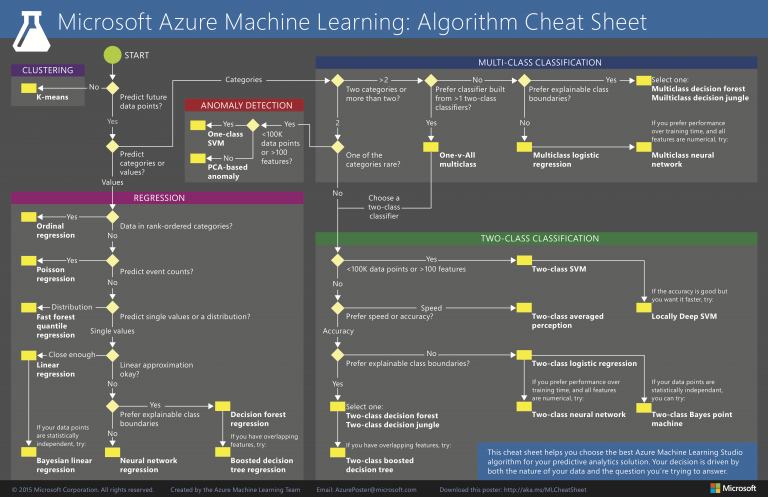 Microsoft Azure Machine Learning: Algorithm Cheat Sheet
START
CLUSTERING
K-means
No
Predict future
data points?
Yes
Predict
categories or
values?
Values
Categories
ANOMALY DETECTION
Yes
One-class
SVM
No
PCA-based
anomaly
Yes
<100K
data points
or >100
features?
MULTI-CLASS CLASSIFICATION
>2
Two categories or
more than two?
2
No
Prefer classifier built
from >1 two-class
classifiers?
Yes
One-v-All
multiclass
Yes
Prefer explainable class
boundaries?
No
Multiclass logistic
regression
Select one:
Multiclass decision forest
Muilticlass decision jungle
If you prefer performance
over training time, and all
features are numerical, try:
Multiclass neural
network
One of the
categories rare?
No
Choose a
two-class
classifier
REGRESSION
Yes
Ordinal
regression
Data in rank-ordered categories?
No
Yes
Poisson
regression
Predict event counts?
No
Distribution
Fast forest
quantile
regression
Predict single values or a distribution?
Single values
Close enough
Linear
regression
Linear approximation
okay?
No
Yes
Prefer explainable class
boundaries
No
Decision forest
regression
If you have overlapping
features, try:
Boosted decision
tree regression
If your data points
are statistically
independent, try:
Bayesian linear
regression
Neural network
regression
TWO-CLASS CLASSIFICATION
Yes
<100K data points or >100 features
No
Two-class SVM
If the accuracy is good but
you want it faster, try:
Locally Deep SVM
Speed
Prefer speed or accuracy?
Accuracy
Two-class averaged
perception
No
Prefer explainable class boundaries?
Yes
Two-class logistic regression
If you prefer performance over
training time, and all features
are numerical, try:
Two-class neural network
If your data points are
statistically independent,
you can try:
Two-class Bayes point
machine
Select one:
Two-class decision forest
Two-class decision jungle
If you have overlapping features, try:
Two-class boosted
decision tree
This cheat sheet helps you choose the best Azure Machine Learning Studio
algorithm for your predictive analytics solution. Your decision is driven by
both the nature of your data and the question you're trying to answer.
© 2015 Microsoft Corporation. All rights reserved.
Created by the Azure Machine Learning Team
Email: AzurePoster@microsoft.com
Download this poster: http://aka.ms/MLCheatSheet
Microsoft